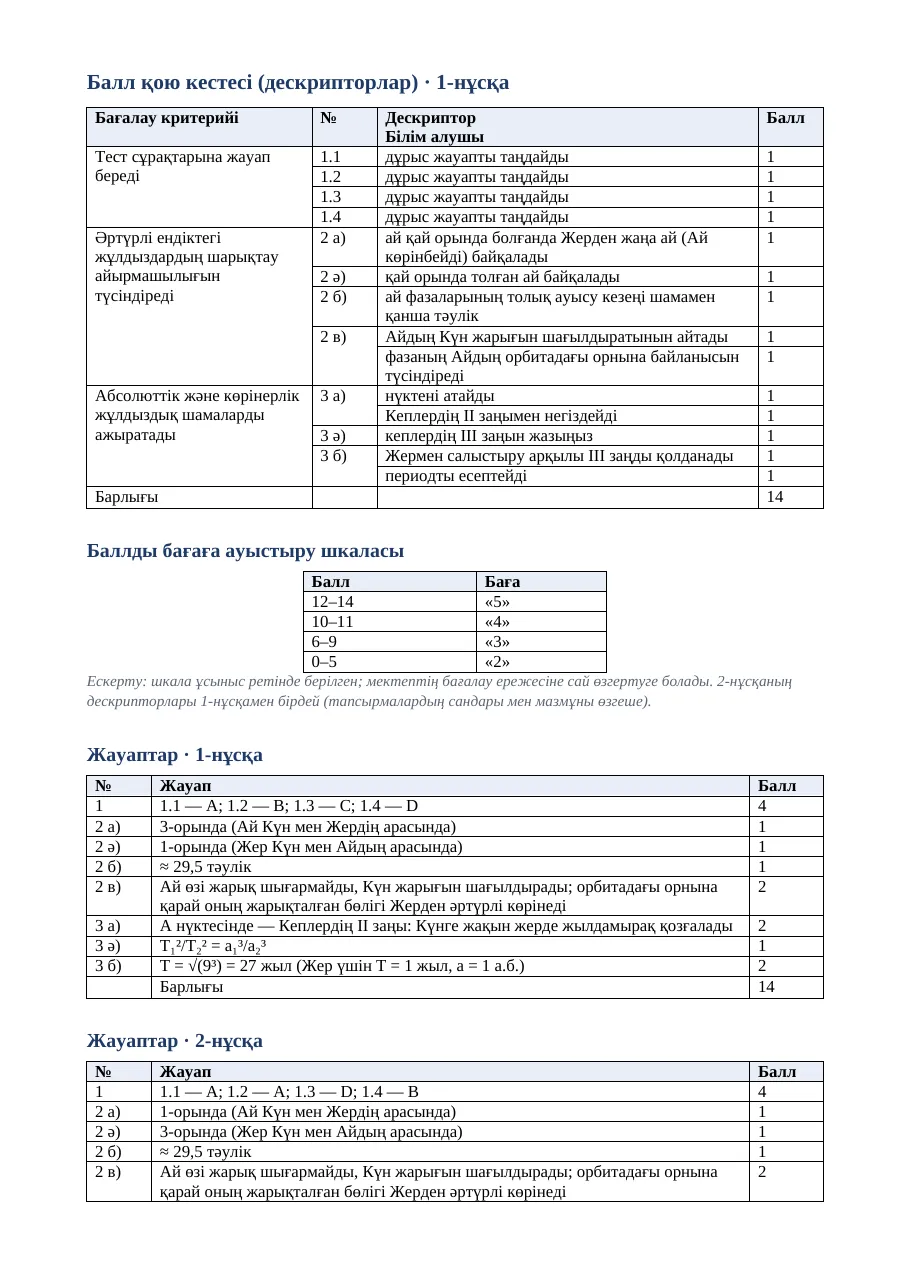 Балл қою кестесі (дескрипторлар) · 1-нұсқа
Бағалау критерийі № Дескриптор Балл
Білім алушы
Тест сұрақтарына жауап 1.1 дұрыс жауапты таңдайды 1
береді 1.2 дұрыс жауапты таңдайды 1
1.3 дұрыс жауапты таңдайды 1
1.4 дұрыс жауапты таңдайды 1
Әртүрлі ендіктегі 2 а) ай қай орында болғанда Жерден жаңа ай (Ай 1
жұлдыздардың шарықтау көрінбейді) байқалады
айырмашылығын 2 ә) қай орында толған ай байқалады 1
түсіндіреді 2 б) ай фазаларының толық ауысу кезеңі шамамен 1
қанша тәулік
2 в) Айдың Күн жарығын шағылдыратынын айтады 1
фазаның Айдың орбитадағы орнына байланысын 1
түсіндіреді
Абсолюттік және көрінерлік 3 а) нүктені атайды 1
жұлдыздық шамаларды Кеплердің II заңымен негіздейді 1
ажыратады 3 ә) кеплердің III заңын жазыңыз 1
3 б) Жермен салыстыру арқылы III заңды қолданады 1
периодты есептейді 1
Барлығы 14
Баллды бағаға ауыстыру шкаласы
Балл Баға
12–14 «5»
10–11 «4»
6–9 «3»
0–5 «2»
Ескерту: шкала ұсыныс ретінде берілген; мектептің бағалау ережесіне сай өзгертуге болады. 2-нұсқаның
дескрипторлары 1-нұсқамен бірдей (тапсырмалардың сандары мен мазмұны өзгеше).
Жауаптар · 1-нұсқа
№ Жауап Балл
1 1.1 — A; 1.2 — B; 1.3 — C; 1.4 — D 4
2 а) 3-орында (Ай Күн мен Жердің арасында) 1
2 ә) 1-орында (Жер Күн мен Айдың арасында) 1
2 б) ≈ 29,5 тәулік 1
2 в) Ай өзі жарық шығармайды, Күн жарығын шағылдырады; орбитадағы орнына 2
қарай оның жарықталған бөлігі Жерден әртүрлі көрінеді
3 а) А нүктесінде — Кеплердің II заңы: Күнге жақын жерде жылдамырақ қозғалады 2
3 ә) T₁²/T₂² = a₁³/a₂³ 1
3 б) T = √(9³) = 27 жыл (Жер үшін T = 1 жыл, a = 1 а.б.) 2
Барлығы 14
Жауаптар · 2-нұсқа
№ Жауап Балл
1 1.1 — A; 1.2 — A; 1.3 — D; 1.4 — B 4
2 а) 1-орында (Ай Күн мен Жердің арасында) 1
2 ә) 3-орында (Жер Күн мен Айдың арасында) 1
2 б) ≈ 29,5 тәулік 1
2 в) Ай өзі жарық шығармайды, Күн жарығын шағылдырады; орбитадағы орнына 2
қарай оның жарықталған бөлігі Жерден әртүрлі көрінеді